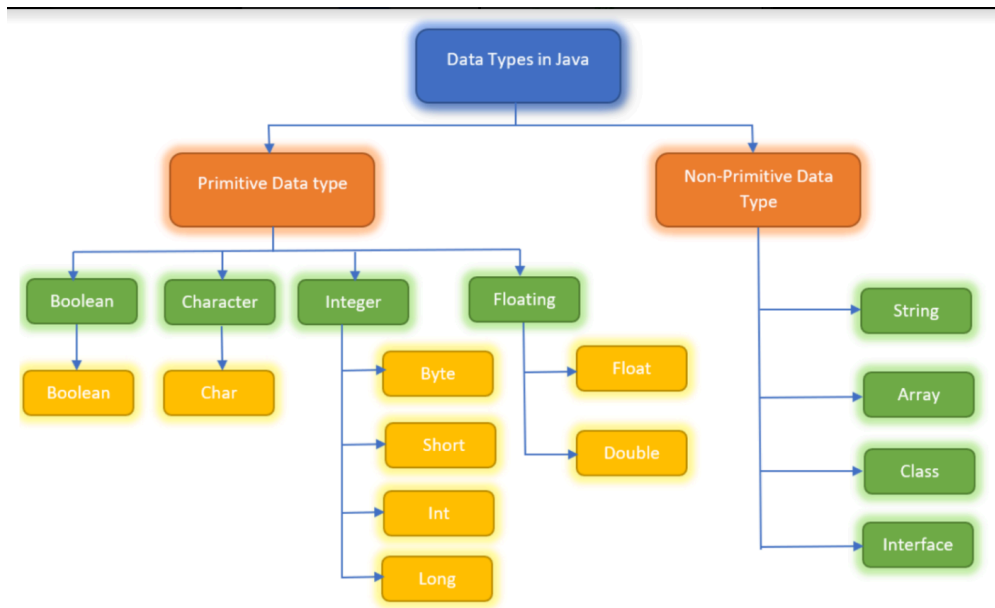 Data Types in Java
Primitive Data type
Non-Primitive Data
Type
Boolean
Character
Integer
Floating
String
Boolean
Char
Byte
Float
Array
Short
Double
Class
Int
Interface
Long